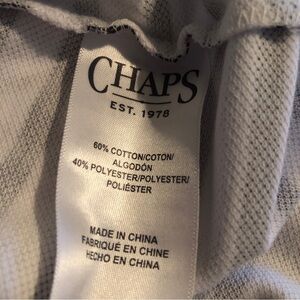 CHAPS
EST. 1978
60% COTTON/COTON/
ALGODÓN
40% POLYESTER/POLYESTER/
POLIÉSTER
MADE IN CHINA
FABRIQUÉ EN CHINE
HECHO EN CHINA